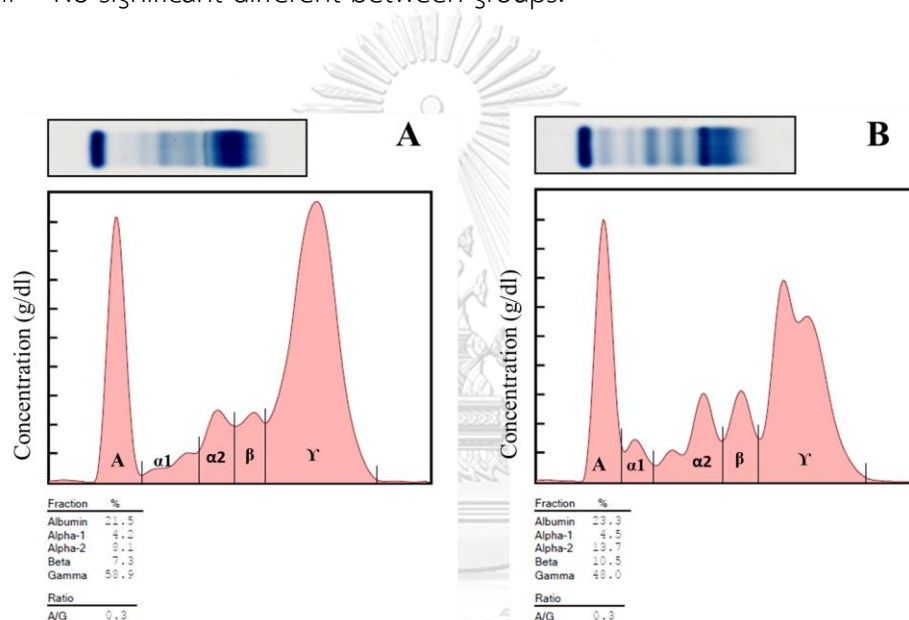 No significant different between groups.
A
Concentration (g/dl)
A α1 α2 β ϒ
Fraction %
Albumin 21.5
Alpha-1 4.2
Alpha-2 8.1
Beta 7.3
Gamma 58.9
Ratio
A/G 0.3
B
Concentration (g/dl)
A α1 α2 β ϒ
Fraction %
Albumin 23.3
Alpha-1 4.5
Alpha-2 13.7
Beta 10.5
Gamma 48.0
Ratio
A/G 0.3